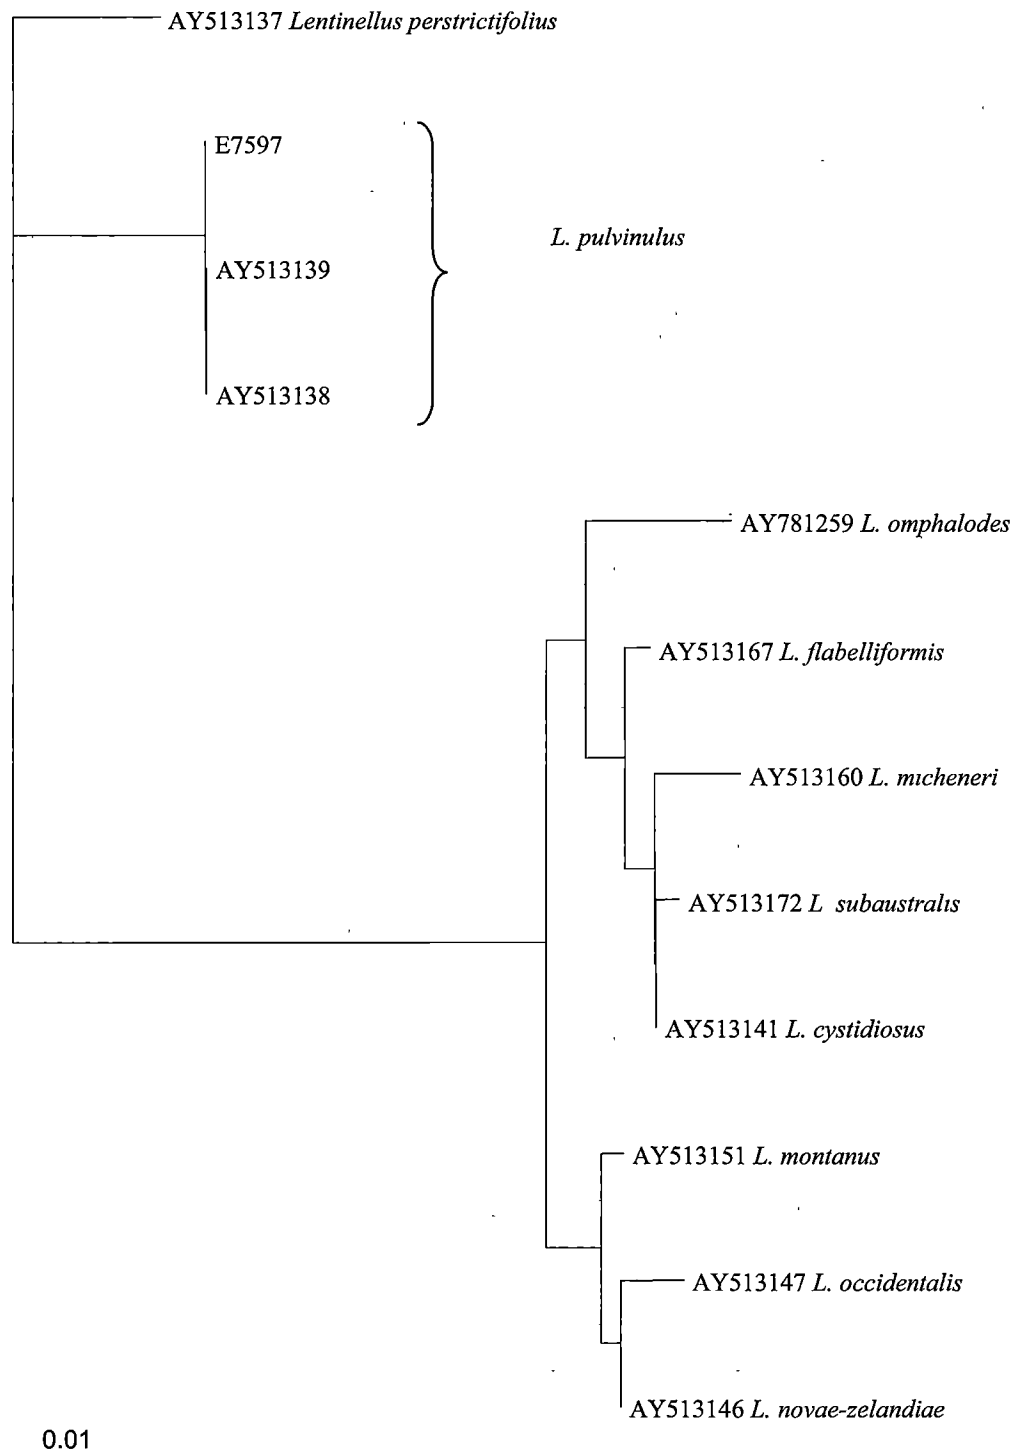 AY513137 Lentinellus perstrictifolius
E7597
L. pulvinulus
AY513139
AY513138
AY781259 L. omphalodes
AY513167 L. flabelliformis
AY513160 L. micheneri
AY513172 L subaustralis
AY513141 L. cystidiosus
AY513151 L. montanus
AY513147 L. occidentalis
AY513146 L. novae-zelandiae
0.01